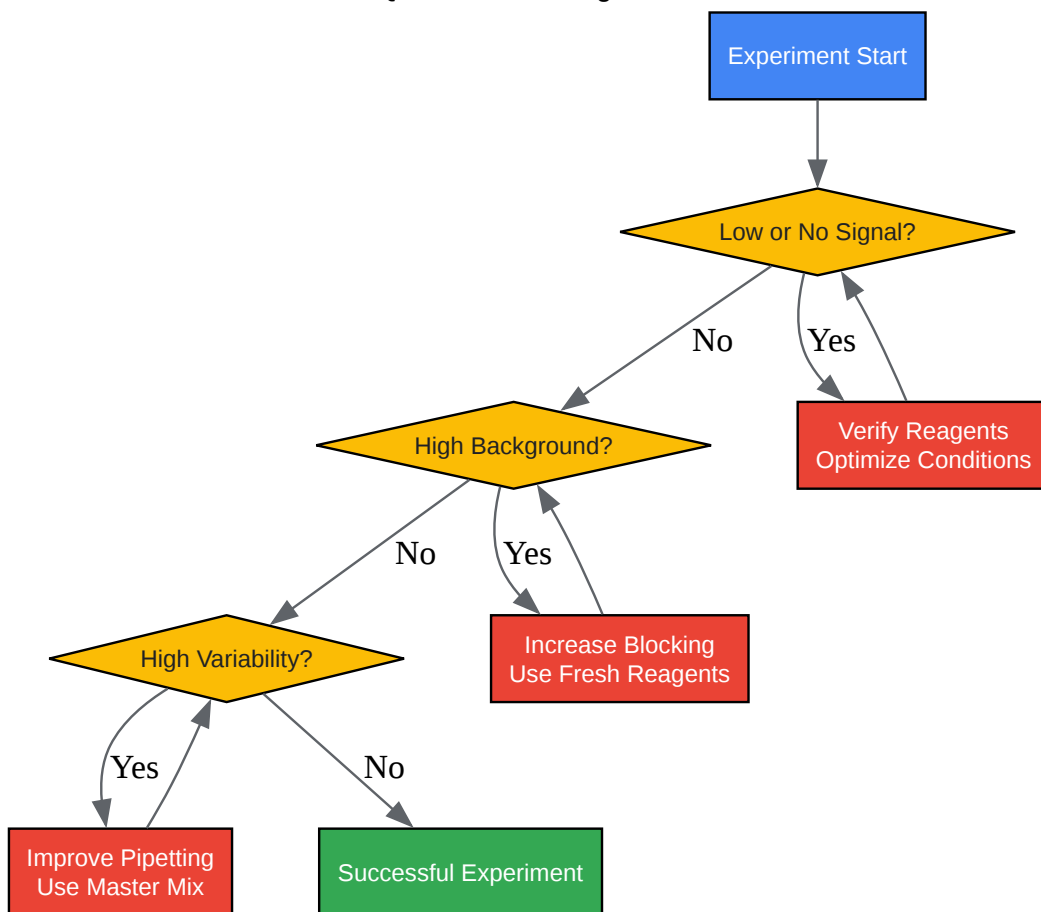 Experiment Start
Low or No Signal?
No
Yes
Verify Reagents
Optimize Conditions
High Background?
No
Yes
Increase Blocking
Use Fresh Reagents
High Variability?
Yes
No
Improve Pipetting
Use Master Mix
Successful Experiment